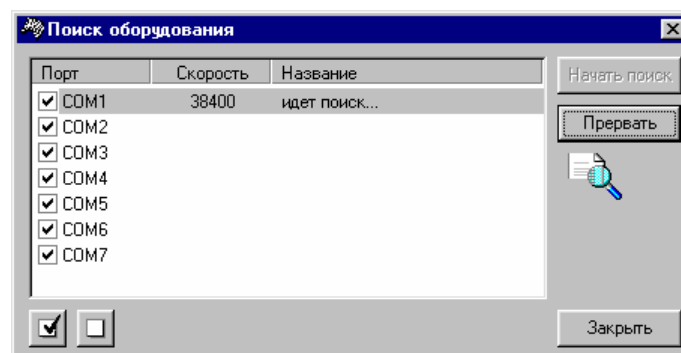 Поиск оборудования
Порт Скорость Название
Начать поиск
COM1 38400 идет поиск...
COM2
Прервать
COM3
COM4
COM5
COM6
COM7
Закрыть